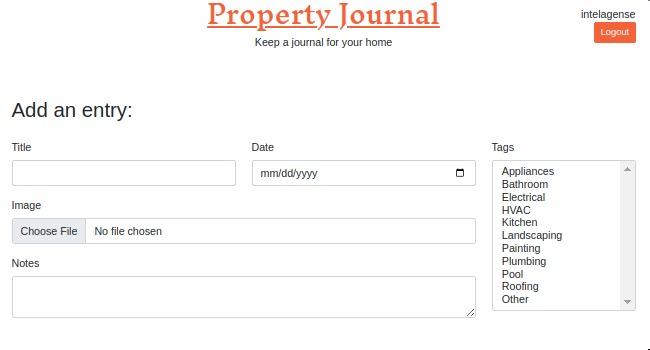 Property Journal
Keep a journal for your home
intelagense
Logout
Add an entry:
Title
Date
mm/dd/yyyy
Image
Choose File No file chosen
Notes
Tags
Appliances
Bathroom
Electrical
HVAC
Kitchen
Landscaping
Painting
Plumbing
Pool
Roofing
Other